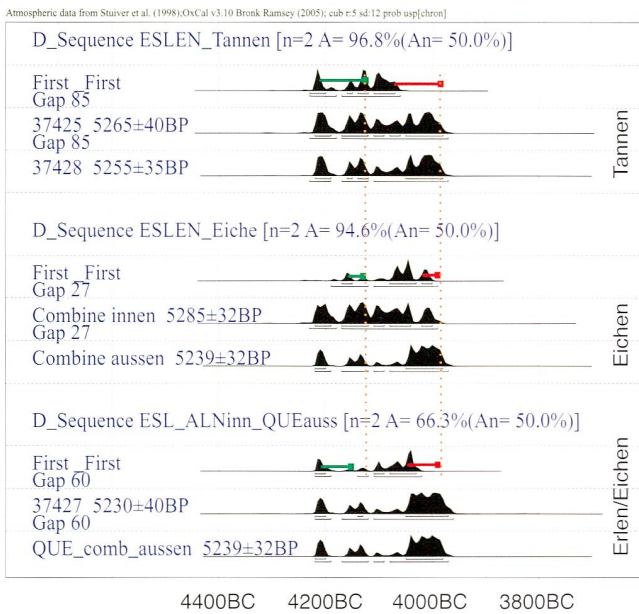 Atmospheric data from Stuiver et al. (1998);OxCal v3.10 Bronk Ramsey (2005); cub r:5 sd:12 prob usp[chron]
D_Sequence ESLEN_Tannen [n=2 A= 96.8%(An= 50.0%)]
First _First
Gap 85
37425 5265±40BP
Gap 85
37428 5255±35BP
Tannen
D_Sequence ESLEN_Eiche [n=2 A= 94.6%(An= 50.0%)]
First _First
Gap 27
Combine innen 5285±32BP
Gap 27
Combine aussen 5239±32BP
Eichen
D_Sequence ESL_ALNinn_QUEauss [n=2 A= 66.3%(An= 50.0%)]
First _First
Gap 60
37427 5230±40BP
Gap 60
QUE_comb_aussen 5239±32BP
Erlen/Eichen
4400BC 4200BC 4000BC 3800BC